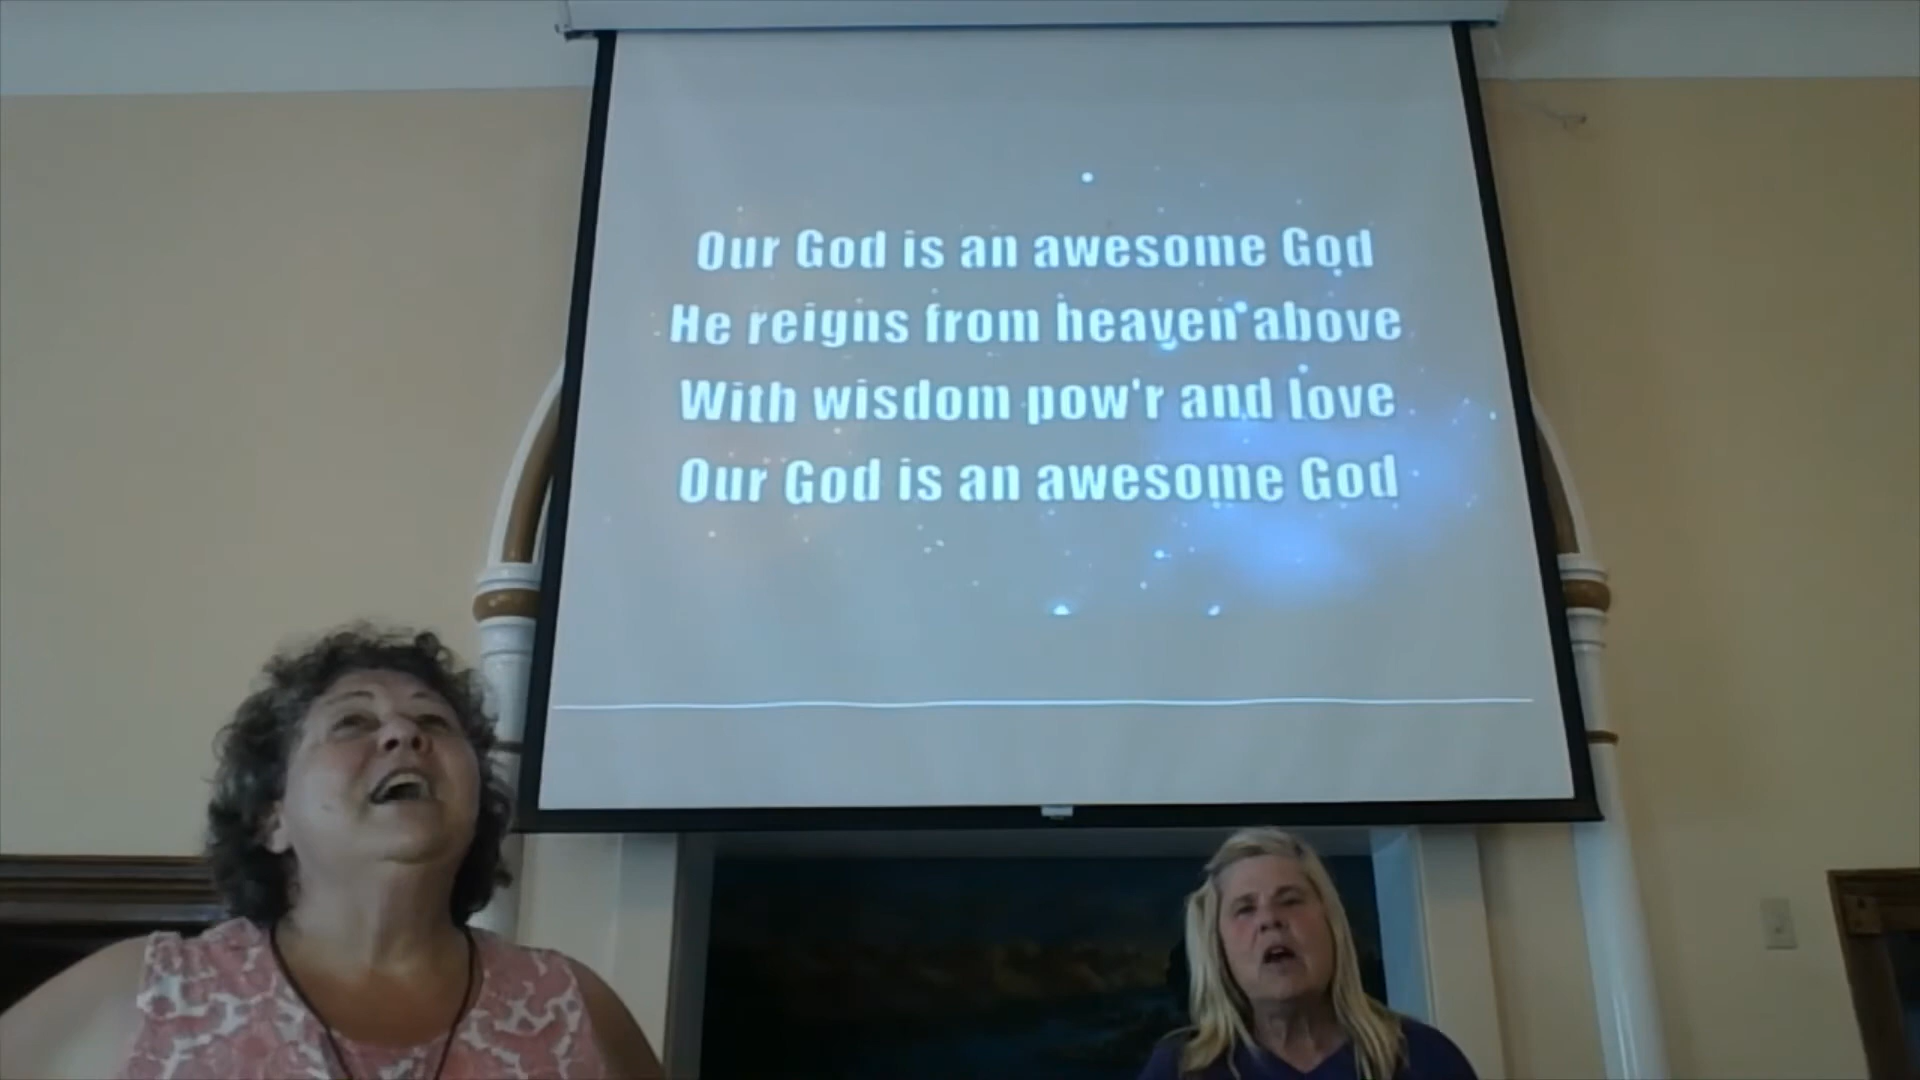 Our God is an awesome God
He reigns from heaven above
With wisdom pow'r and love
Our God is an awesome God